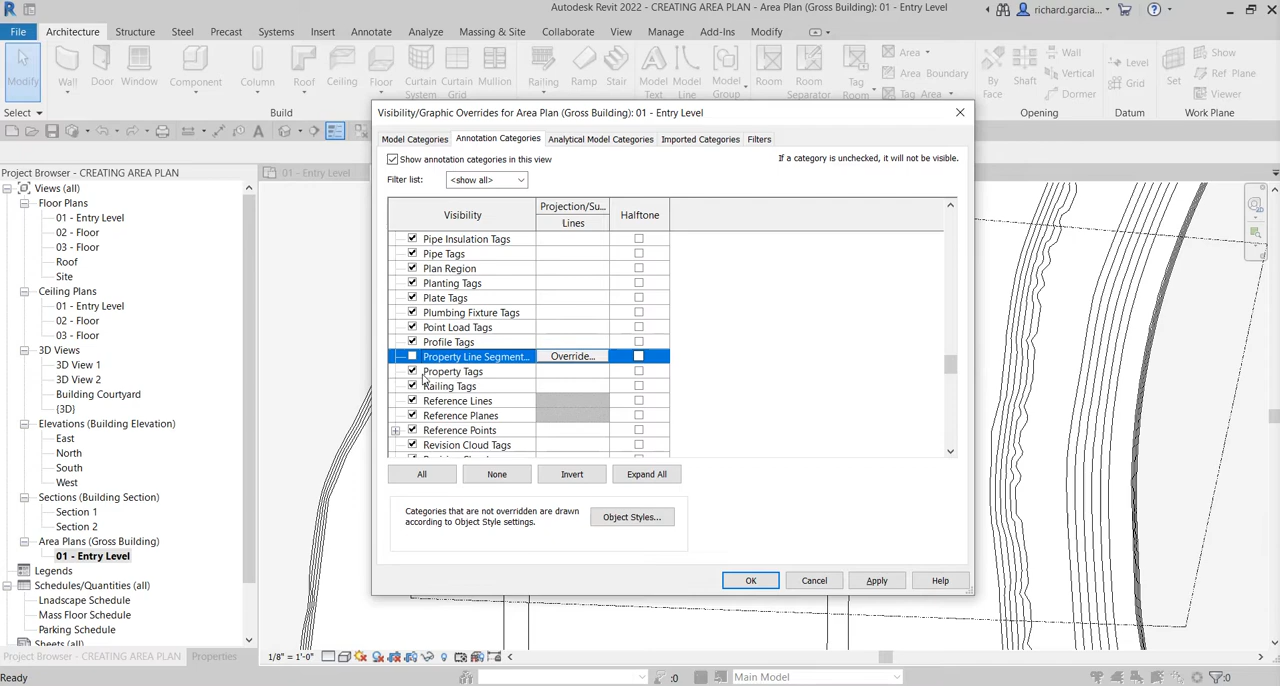 Autodesk Revit 2022 - CREATING AREA PLAN - Area Plan (Gross Building): 01 - Entry Level
richard.garcia...
File Architecture Structure Steel Precast Systems Insert Annotate Analyze Massing & Site Collaborate View Manage Add-Ins Modify
Modify Wall Door Window Component Column Roof Ceiling Floor Curtain System Curtain Grid Mullion Railing Ramp Stair Model Text Model Line Model Group Room Room Separator Tag Room Area Area Boundary Tag Area By Face Shaft Wall Vertical Dormer Level Grid Set Show Ref Plane Viewer
Select Build Opening Datum Work Plane
Project Browser - CREATING AREA PLAN
01 - Entry Level
Views (all)
Floor Plans
01 - Entry Level
02 - Floor
03 - Floor
Roof
Site
Ceiling Plans
01 - Entry Level
02 - Floor
03 - Floor
3D Views
3D View 1
3D View 2
Building Courtyard
{3D}
Elevations (Building Elevation)
East
North
South
West
Sections (Building Section)
Section 1
Section 2
Area Plans (Gross Building)
01 - Entry Level
Legends
Schedules/Quantities (all)
Lnadscape Schedule
Mass Floor Schedule
Parking Schedule
Sheets (all)
Project Browser - CREATING AREA PLAN Properties
Visibility/Graphic Overrides for Area Plan (Gross Building): 01 - Entry Level
Model Categories Annotation Categories Analytical Model Categories Imported Categories Filters
Show annotation categories in this view
If a category is unchecked, it will not be visible.
Filter list: <show all>
Visibility Projection/Su... Halftone
Lines
Pipe Insulation Tags
Pipe Tags
Plan Region
Planting Tags
Plate Tags
Plumbing Fixture Tags
Point Load Tags
Profile Tags
Property Line Segment... Override...
Property Tags
Railing Tags
Reference Lines
Reference Planes
Reference Points
Revision Cloud Tags
All None Invert Expand All
Categories that are not overridden are drawn
according to Object Style settings.
Object Styles...
OK Cancel Apply Help
1/8" = 1'-0"
Ready
:0 Main Model :0